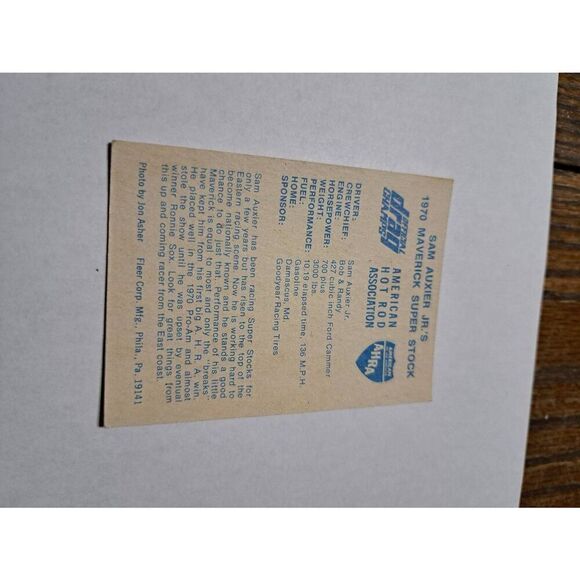 SAM AUXIER JR.'S
1970 MAVERICK SUPER STOCK
drag
AMERICAN
HOT ROD
ASSOCIATION
AMERICAN
AHRA
DRIVER: Sam Auxier Jr.
CREWCHIEF: Bob & Randy
ENGINE: 427 cubic inch Ford Cammer
HORSEPOWER: 700 plus
WEIGHT: 3000 lbs.
PERFORMANCE: 10.19 elapsed time, 136 M.P.H.
FUEL: Gasoline
HOME: Damascus, Md.
SPONSOR: Goodyear Racing Tires
Sam Auxier has been racing Super Stocks for
only a few years but has risen to the top of the
Eastern racing scene. Now he is working hard to
become nationally known and he stands a good
chance to do just that. Performance of his little
Maverick is equal to most and only the "breaks"
have kept him from his first big A. H. R. A. win.
He placed well in the 1970 Pro-Am and almost
stole the show until he was upset by eventual
winner Ronnie Sox. Look for great things from
this up and coming racer from the East coast.
Photo by Jon Asher Fleer Corp. Mfg., Phila., Pa. 19141